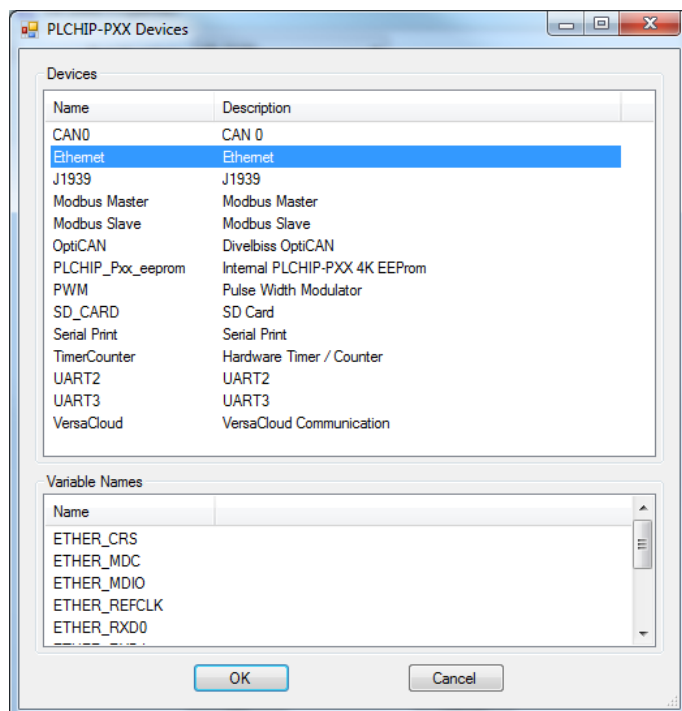 PLCHIP-PXX Devices
Devices
Name Description
CAN0 CAN 0
Ethernet Ethernet
J1939 J1939
Modbus Master Modbus Master
Modbus Slave Modbus Slave
OptiCAN Divelbiss OptiCAN
PLCHIP_Pxx_eeprom Internal PLCHIP-PXX 4K EEProm
PWM Pulse Width Modulator
SD_CARD SD Card
Serial Print Serial Print
TimerCounter Hardware Timer / Counter
UART2 UART2
UART3 UART3
VersaCloud VersaCloud Communication
Variable Names
Name
ETHER_CRS
ETHER_MDC
ETHER_MDIO
ETHER_REFCLK
ETHER_RXD0
OK Cancel